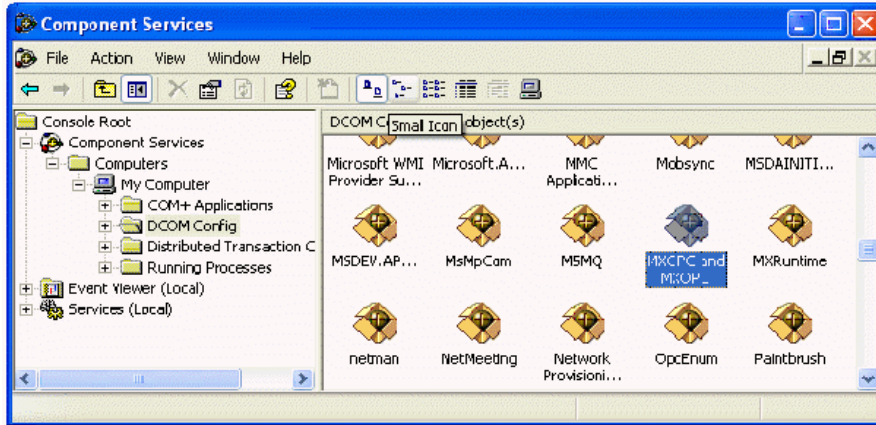 Component Services
File Action View Window Help
Console Root
Component Services
Computers
My Computer
COM+ Applications
DCOM Config
Distributed Transaction C
Running Processes
Event Viewer (Local)
Services (Local)
DCOM C object(s)
Small Icon
Microsoft WMI Provider Su...
Microsoft.A...
MMC Applicati...
Mobsync
MSDAINITI...
MSDEV.AP...
MsMpCom
MSMQ
MXOPC and
MXRuntime
netman
NetMeeting
Network Provisioni...
OpcEnum
Paintbrush